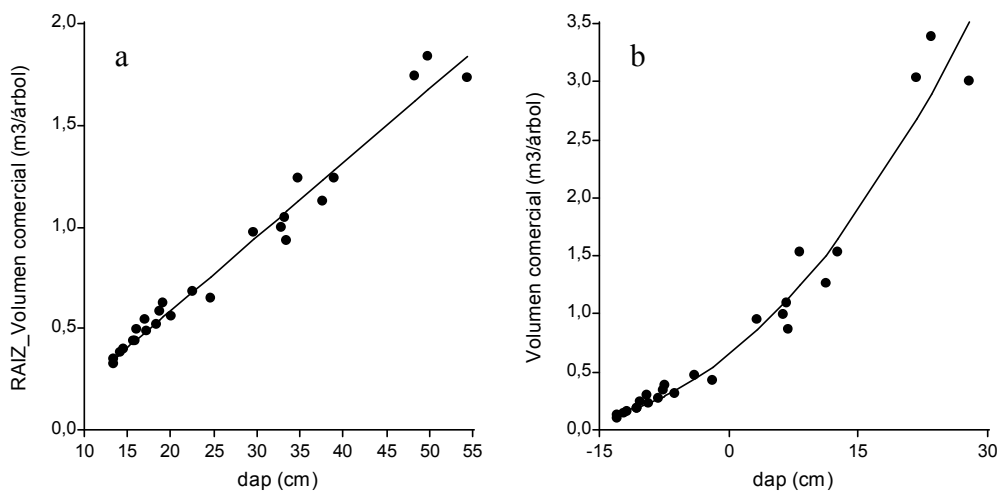 a
RAIZ_Volumen comercial (m3/árbol)
2,0
1,5
1,0
0,5
0,0
10 15 20 25 30 35 40 45 50 55
dap (cm)
b
Volumen comercial (m3/árbol)
3,5
3,0
2,5
2,0
1,5
1,0
0,5
0,0
-15 0 15 30
dap (cm)